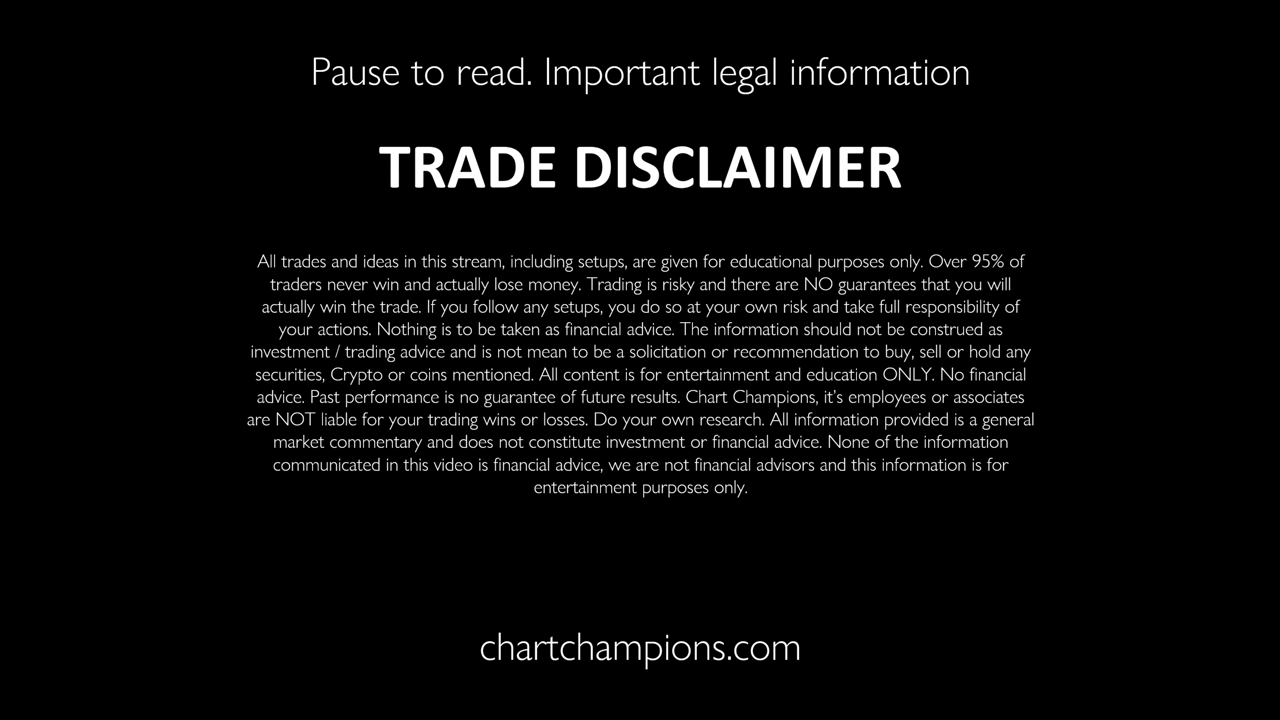 Pause to read. Important legal information
TRADE DISCLAIMER
All trades and ideas in this stream, including setups, are given for educational purposes only. Over 95% of
traders never win and actually lose money. Trading is risky and there are NO guarantees that you will
actually win the trade. If you follow any setups, you do so at your own risk and take full responsibility of
your actions. Nothing is to be taken as financial advice. The information should not be construed as
investment / trading advice and is not mean to be a solicitation or recommendation to buy, sell or hold any
securities, Crypto or coins mentioned. All content is for entertainment and education ONLY. No financial
advice. Past performance is no guarantee of future results. Chart Champions, it's employees or associates
are NOT liable for your trading wins or losses. Do your own research. All information provided is a general
market commentary and does not constitute investment or financial advice. None of the information
communicated in this video is financial advice, we are not financial advisors and this information is for
entertainment purposes only.
chartchampions.com